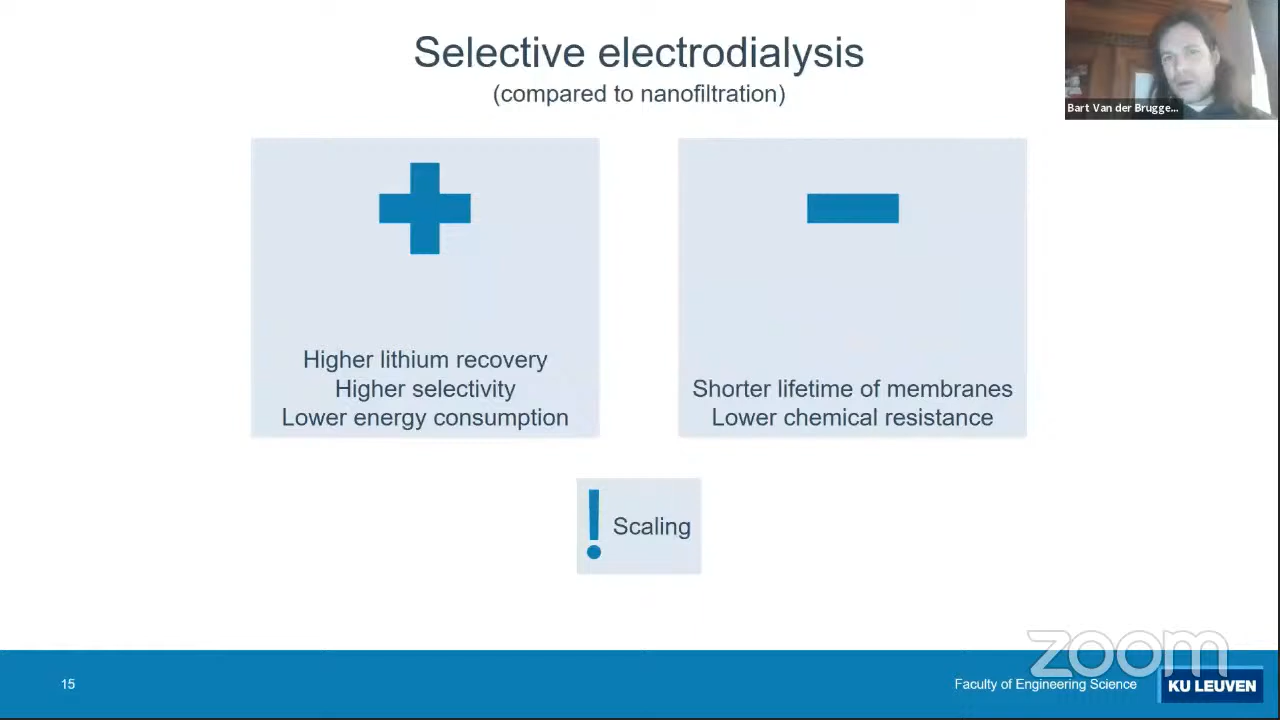 Selective electrodialysis
(compared to nanofiltration)
Bart Van der Brugge...
Higher lithium recovery
Higher selectivity
Lower energy consumption
Shorter lifetime of membranes
Lower chemical resistance
! Scaling
zoom
15
Faculty of Engineering Science
KU LEUVEN